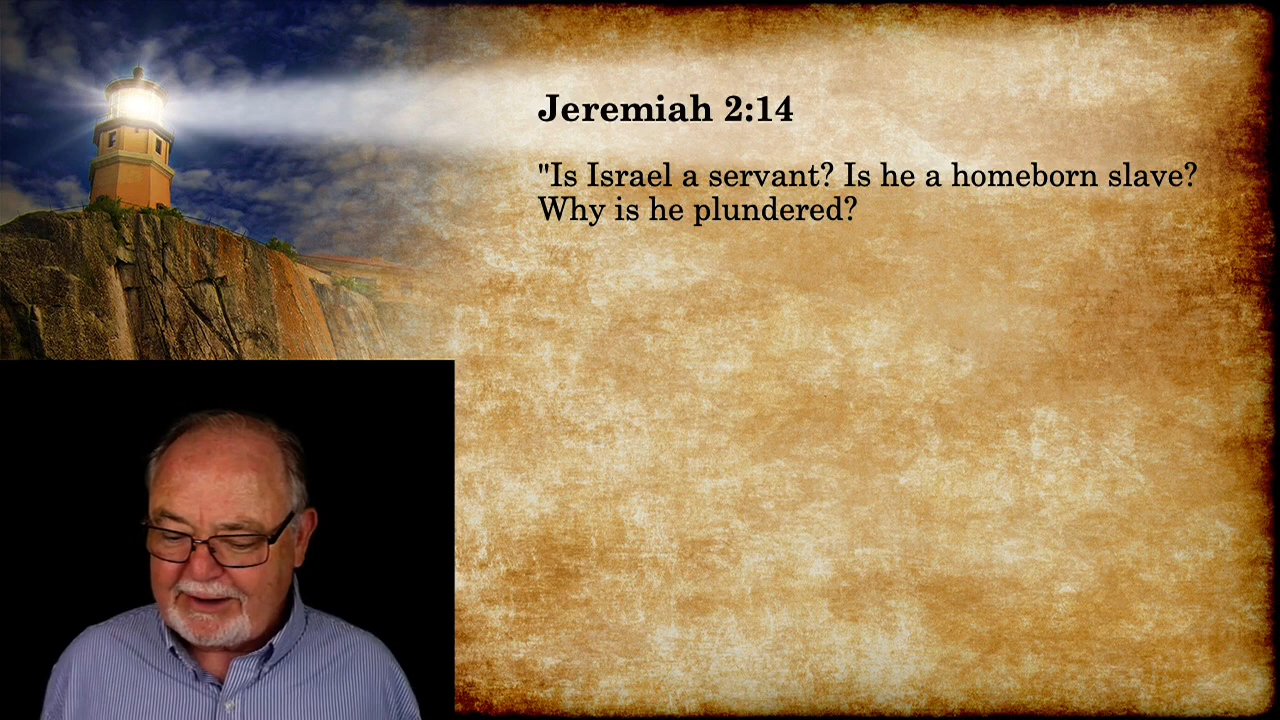 Jeremiah 2:14
"Is Israel a servant? Is he a homeborn slave?
Why is he plundered?